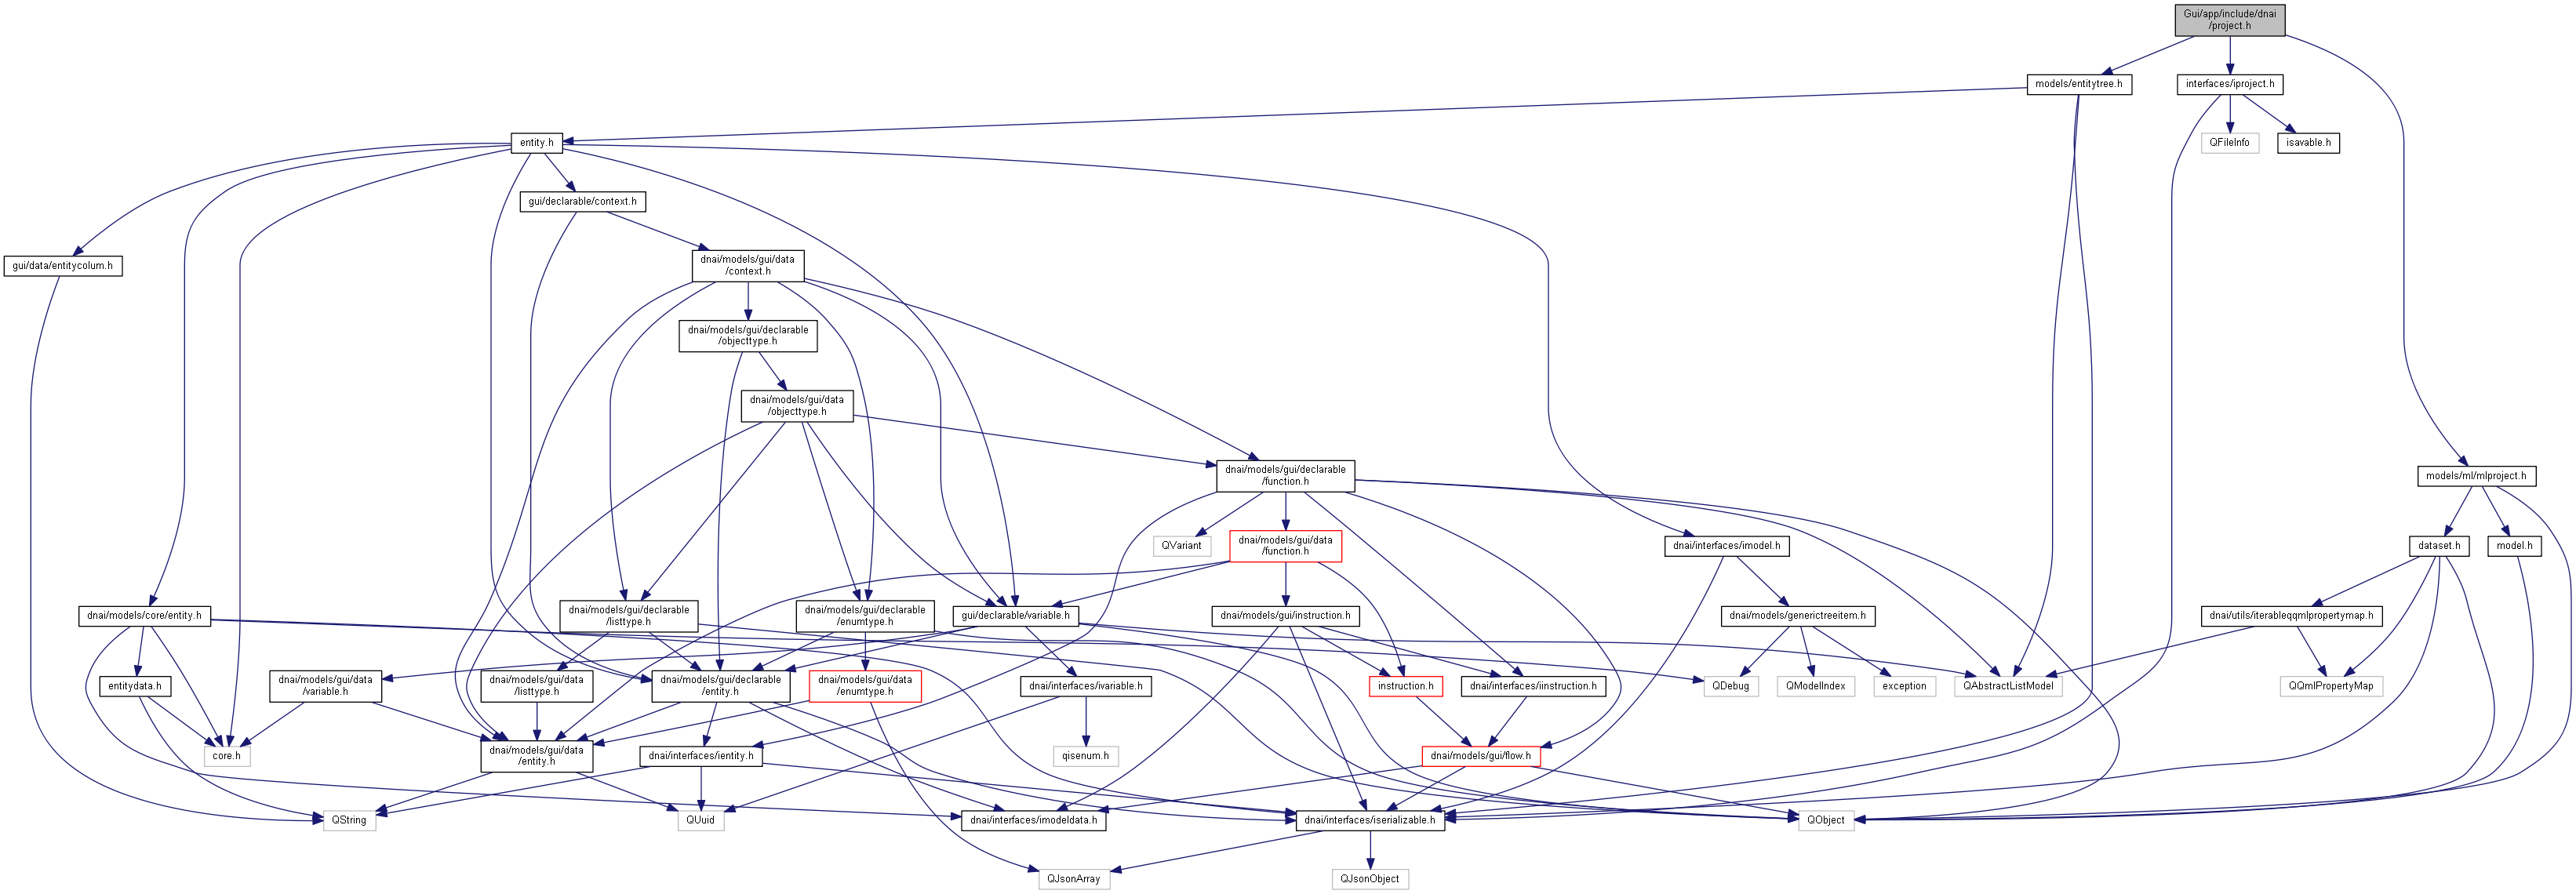 Gui/app/include/dnai
/project.h
models/entitytree.h
interfaces/iproject.h
entity.h
QFileInfo
isavable.h
gui/declarable/context.h
gui/data/entitycolum.h
dnai/models/gui/data
/context.h
dnai/models/gui/declarable
/objecttype.h
dnai/models/gui/data
/objecttype.h
dnai/models/gui/declarable
/function.h
models/ml/mlproject.h
QVariant
dnai/models/gui/data
/function.h
dnai/interfaces/imodel.h
dataset.h
model.h
dnai/models/core/entity.h
dnai/models/gui/declarable
/listtype.h
dnai/models/gui/declarable
/enumtype.h
gui/declarable/variable.h
dnai/models/gui/instruction.h
dnai/models/generictreeitem.h
dnai/utils/iterableqqmlpropertymap.h
entitydata.h
dnai/models/gui/data
/variable.h
dnai/models/gui/data
/listtype.h
dnai/models/gui/declarable
/entity.h
dnai/models/gui/data
/enumtype.h
dnai/interfaces/ivariable.h
instruction.h
dnai/interfaces/iinstruction.h
QDebug
QModelIndex
exception
QAbstractListModel
QQmlPropertyMap
core.h
dnai/models/gui/data
/entity.h
dnai/interfaces/ientity.h
qisenum.h
dnai/models/gui/flow.h
QString
QUuid
dnai/interfaces/imodeldata.h
dnai/interfaces/iserializable.h
QObject
QJsonArray
QJsonObject